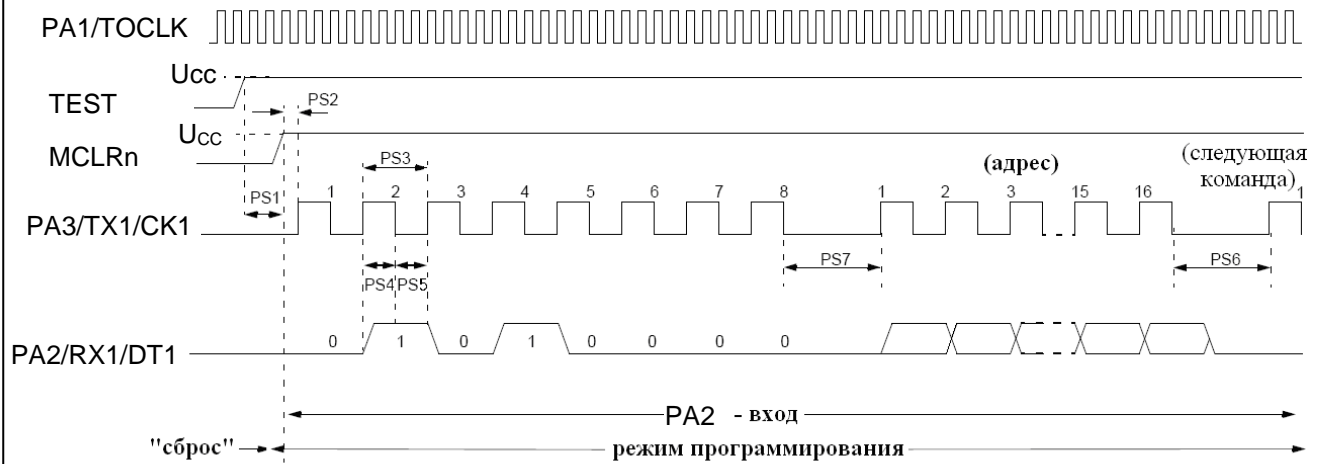 PA1/TOCLK
Ucc
TEST
PS2
UCC
MCLRn
PS3
(адрес)
(следующая
команда)
PS1
1 2 3 4 5 6 7 8 1 2 3 15 16 1
PA3/TX1/CK1
PS4 PS5 PS7 PS6
PA2/RX1/DT1
0 1 0 1 0 0 0 0
PA2 - вход
"сброс" режим программирования